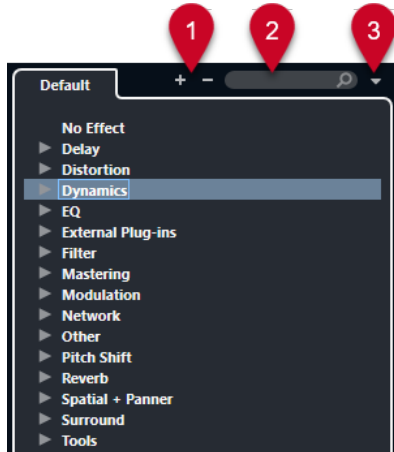 1 2 3
Default + −
No Effect
Delay
Distortion
Dynamics
EQ
External Plug-ins
Filter
Mastering
Modulation
Network
Other
Pitch Shift
Reverb
Spatial + Panner
Surround
Tools